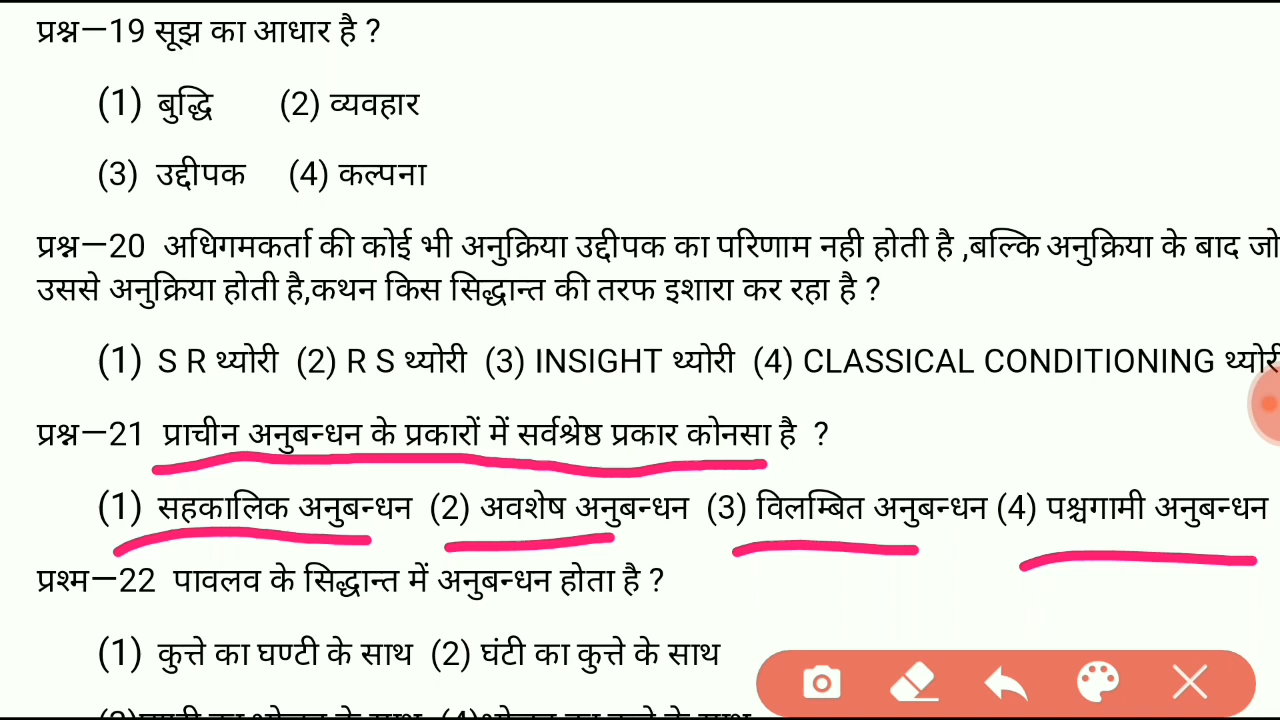 प्रश्न—19 सूझ का आधार है ?
(1) बुद्धि (2) व्यवहार
(3) उद्दीपक (4) कल्पना
प्रश्न—20 अधिगमकर्ता की कोई भी अनुक्रिया उद्दीपक का परिणाम नही होती है ,बल्कि अनुक्रिया के बाद जो
उससे अनुक्रिया होती है,कथन किस सिद्धान्त की तरफ इशारा कर रहा है ?
(1) S R थ्योरी (2) R S थ्योरी (3) INSIGHT थ्योरी (4) CLASSICAL CONDITIONING थ्योरी
प्रश्न—21 प्राचीन अनुबन्धन के प्रकारों में सर्वश्रेष्ठ प्रकार कोनसा है ?
(1) सहकालिक अनुबन्धन (2) अवशेष अनुबन्धन (3) विलम्बित अनुबन्धन (4) पश्चगामी अनुबन्धन
प्रश्म—22 पावलव के सिद्धान्त में अनुबन्धन होता है ?
(1) कुत्ते का घण्टी के साथ (2) घंटी का कुत्ते के साथ